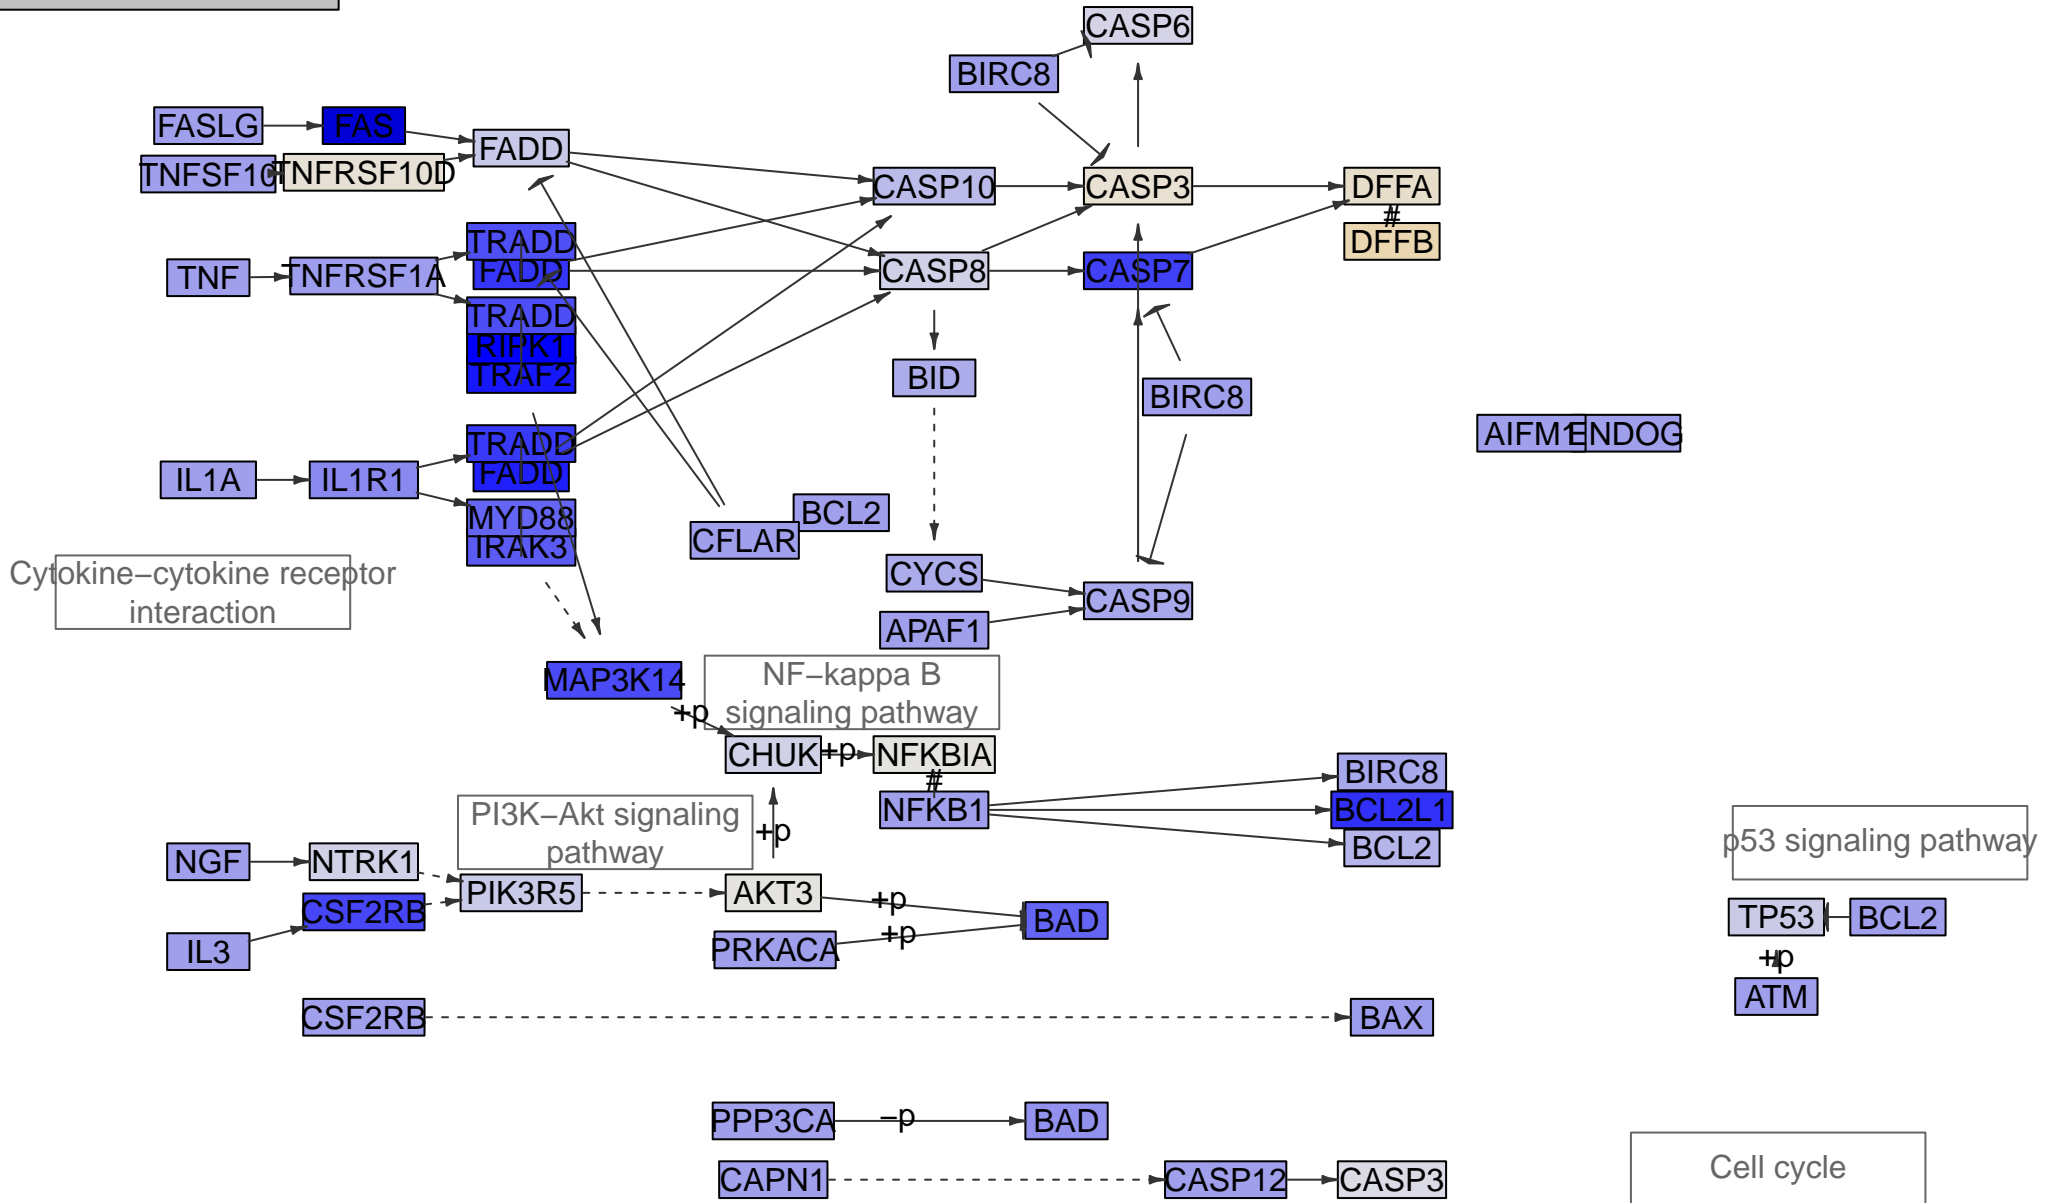 CASP6
BIRC8
FASLG
FAS
FADD
TNFSF10
TNFRSF10D
CASP10
CASP3
DFFA
#
DFFB
TRADD
FADD
TNF
TNFRSF1A
CASP8
CASP7
TRADD
RIPK1
TRAF2
BID
BIRC8
AIFM1
ENDOG
TRADD
FADD
IL1A
IL1R1
MYD88
IRAK3
BCL2
CFLAR
Cytokine−cytokine receptor
interaction
CYCS
CASP9
APAF1
MAP3K14
NF−kappa B
signaling pathway
+p
CHUK
+p
NFKBIA
#
NFKB1
BIRC8
BCL2L1
BCL2
PI3K−Akt signaling
pathway
+p
p53 signaling pathway
NGF
NTRK1
PIK3R5
AKT3
+p
CSF2RB
BAD
TP53
BCL2
IL3
PRKACA
+p
+p
ATM
CSF2RB
BAX
PPP3CA
−p
BAD
CAPN1
CASP12
CASP3
Cell cycle